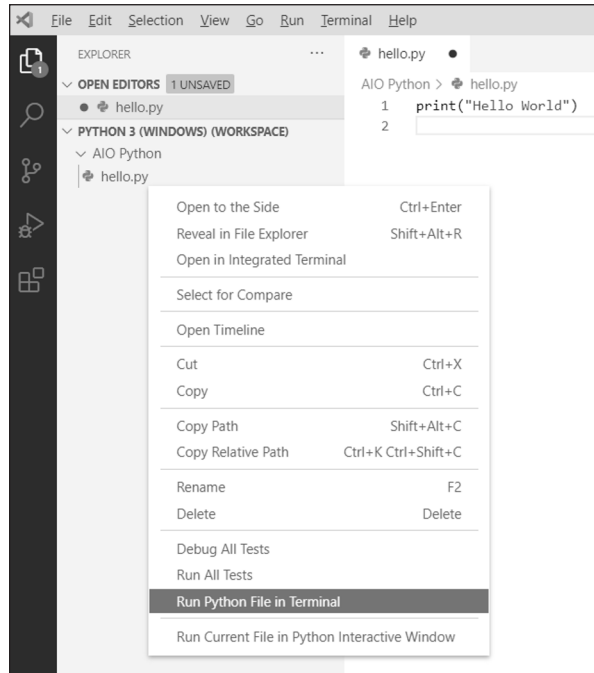 File Edit Selection View Go Run Terminal Help
EXPLORER ...
OPEN EDITORS 1 UNSAVED
hello.py
PYTHON 3 (WINDOWS) (WORKSPACE)
AIO Python
hello.py
hello.py
AIO Python > hello.py
1 print("Hello World")
2
Open to the Side Ctrl+Enter
Reveal in File Explorer Shift+Alt+R
Open in Integrated Terminal
Select for Compare
Open Timeline
Cut Ctrl+X
Copy Ctrl+C
Copy Path Shift+Alt+C
Copy Relative Path Ctrl+K Ctrl+Shift+C
Rename F2
Delete Delete
Debug All Tests
Run All Tests
Run Python File in Terminal
Run Current File in Python Interactive Window
1